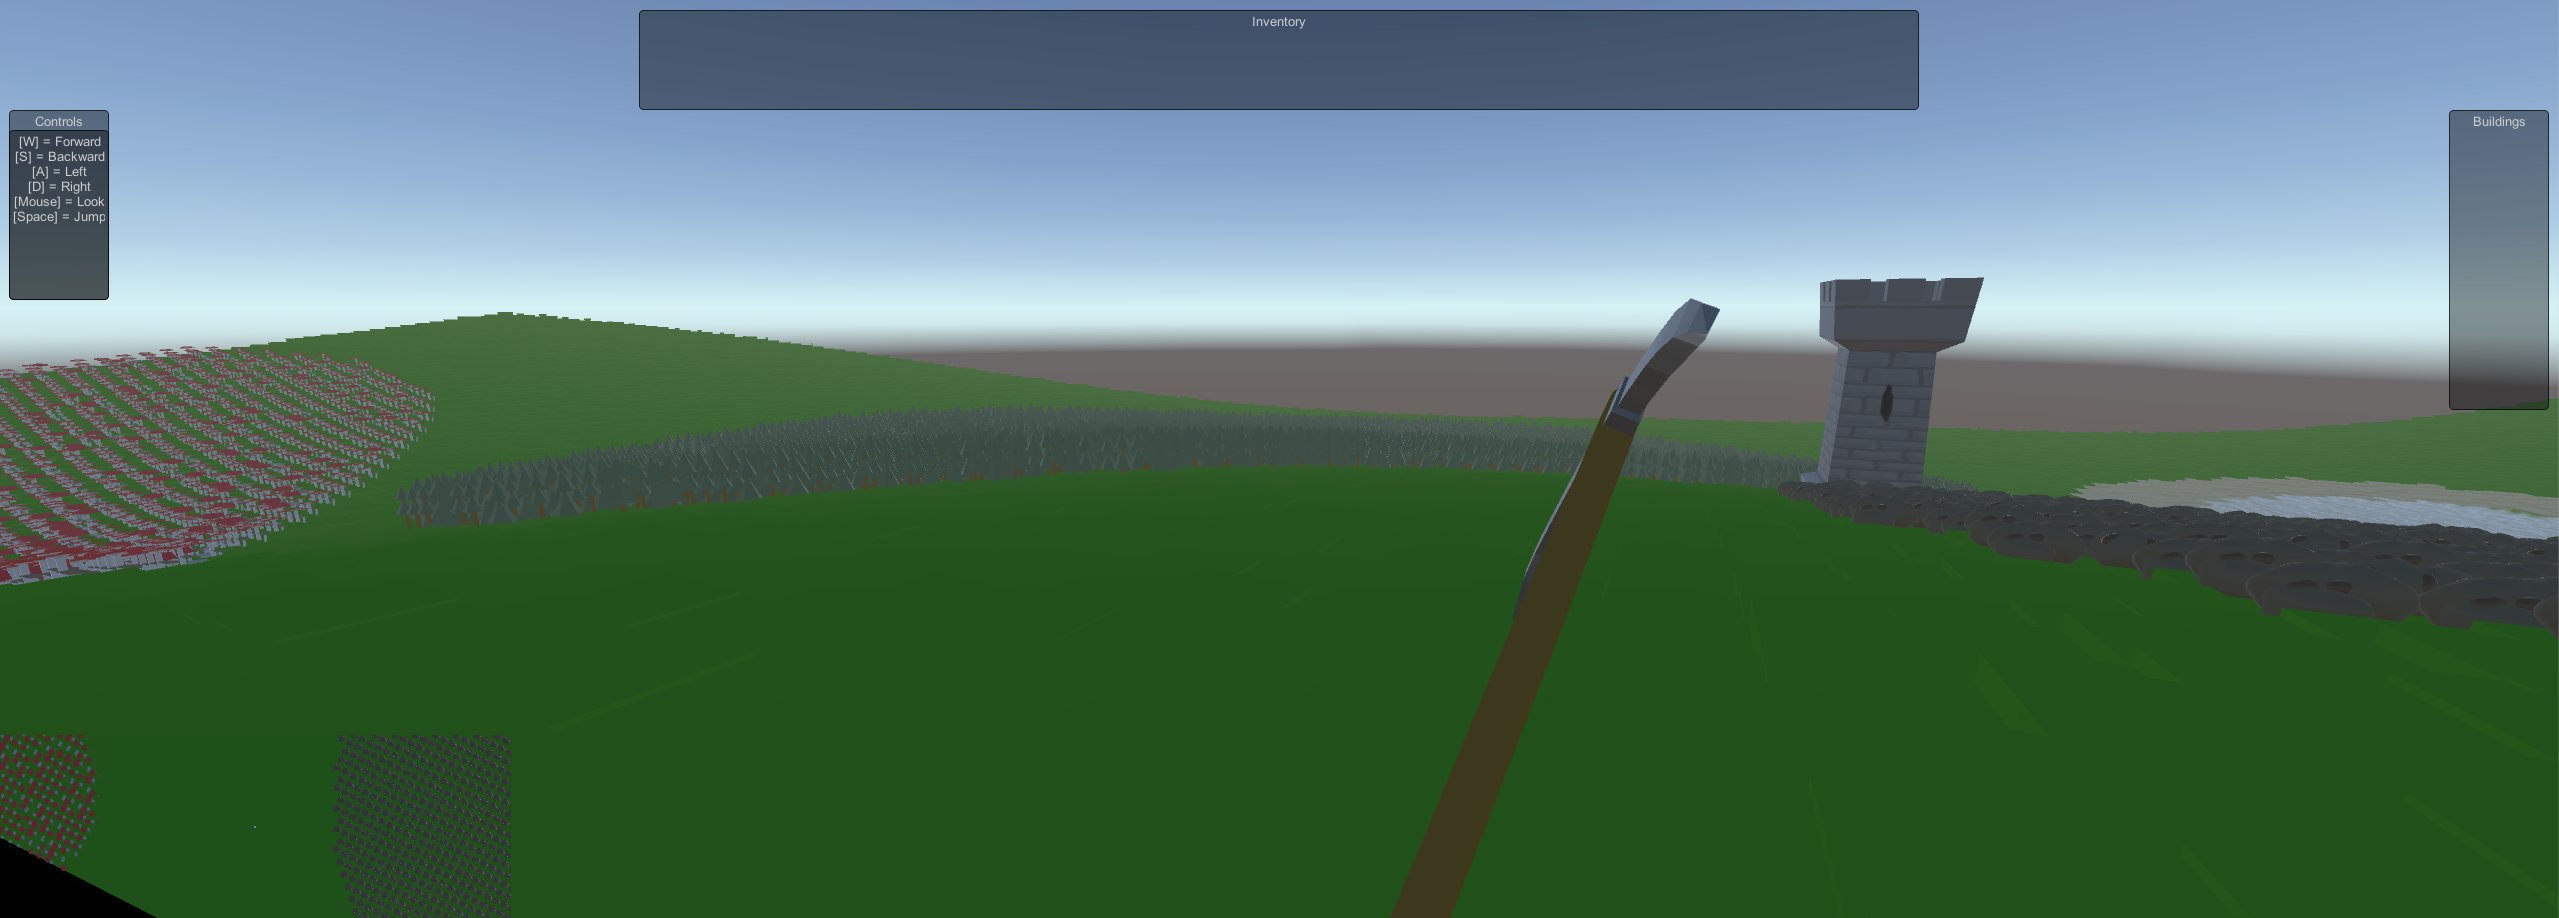 Inventory
Controls
[W] = Forward
[S] = Backward
[A] = Left
[D] = Right
[Mouse] = Look
[Space] = Jump
Buildings